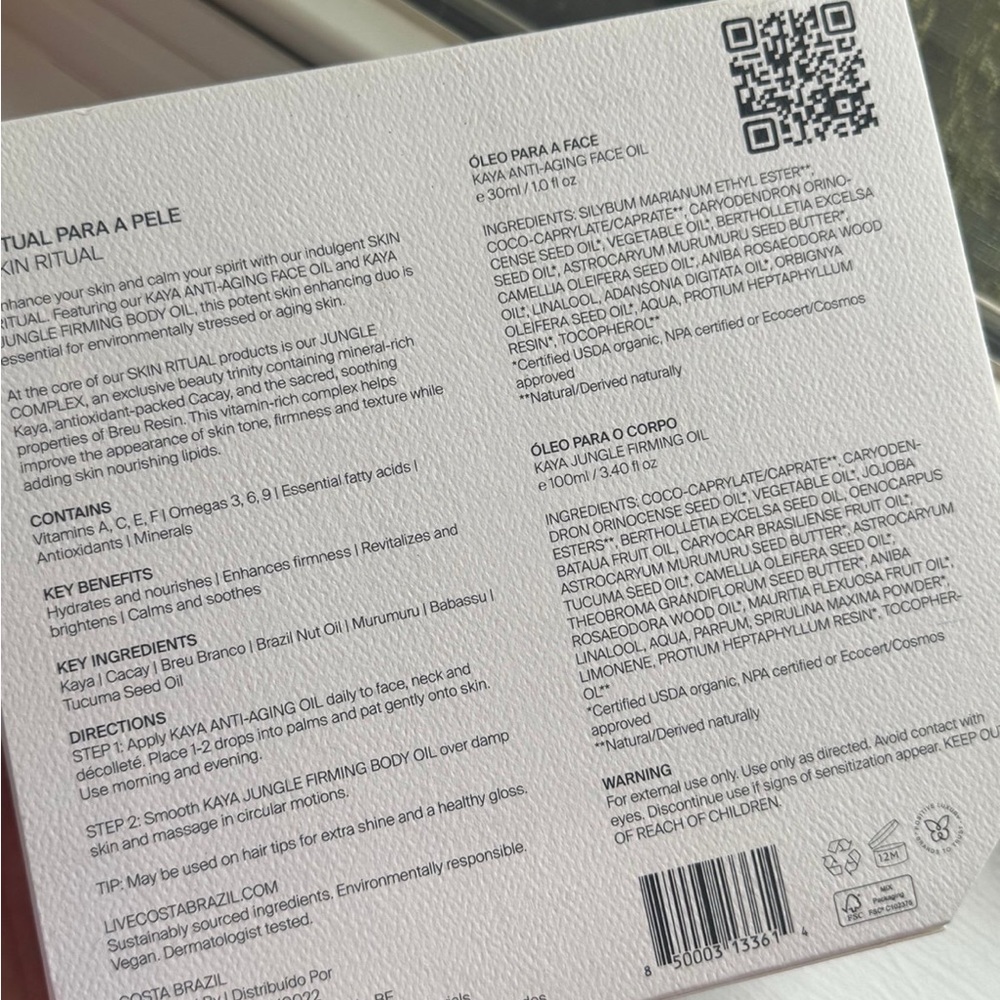 TUAL PARA A PELE
KIN RITUAL
nhance your skin and calm your spirit with our indulgent SKIN
RITUAL. Featuring our KAYA ANTI-AGING FACE OIL and KAYA
JUNGLE FIRMING BODY OIL, this potent skin enhancing duo is
essential for environmentally stressed or aging skin.
At the core of our SKIN RITUAL products is our JUNGLE
COMPLEX, an exclusive beauty trinity containing mineral-rich
Kaya, antioxidant-packed Cacay, and the sacred, soothing
properties of Breu Resin. This vitamin-rich complex helps
improve the appearance of skin tone, firmness and texture while
adding skin nourishing lipids.
CONTAINS
Vitamins A, C, E, F | Omegas 3, 6, 9 | Essential fatty acids |
Antioxidants | Minerals
KEY BENEFITS
Hydrates and nourishes | Enhances firmness | Revitalizes and
brightens | Calms and soothes
KEY INGREDIENTS
Kaya | Cacay | Breu Branco | Brazil Nut Oil | Murumuru | Babassu |
Tucuma Seed Oil
DIRECTIONS
STEP 1: Apply KAYA ANTI-AGING OIL daily to face, neck and
décolleté. Place 1-2 drops into palms and pat gently onto skin.
Use morning and evening.
STEP 2: Smooth KAYA JUNGLE FIRMING BODY OIL over damp
skin and massage in circular motions.
TIP: May be used on hair tips for extra shine and a healthy gloss.
LIVECOSTABRAZIL.COM
Sustainably sourced ingredients. Environmentally responsible.
Vegan. Dermatologist tested.
COSTA BRAZIL
| Distribuído Por
ÓLEO PARA A FACE
KAYA ANTI-AGING FACE OIL
e 30ml / 1.0 fl oz
INGREDIENTS: SILYBUM MARIANUM ETHYL ESTER**,
COCO-CAPRYLATE/CAPRATE**, CARYODENDRON ORINO-
CENSE SEED OIL*, VEGETABLE OIL*, BERTHOLLETIA EXCELSA
SEED OIL*, ASTROCARYUM MURUMURU SEED BUTTER*,
CAMELLIA OLEIFERA SEED OIL*, ANIBA ROSAEODORA WOOD
OIL*, LINALOOL, ADANSONIA DIGITATA OIL*, ORBIGNYA
OLEIFERA SEED OIL*, AQUA, PROTIUM HEPTAPHYLLUM
RESIN*, TOCOPHEROL**
*Certified USDA organic, NPA certified or Ecocert/Cosmos
approved
**Natural/Derived naturally
ÓLEO PARA O CORPO
KAYA JUNGLE FIRMING OIL
e 100ml / 3.40 fl oz
INGREDIENTS: COCO-CAPRYLATE/CAPRATE**, CARYODEN-
DRON ORINOCENSE SEED OIL*, VEGETABLE OIL*, JOJOBA
ESTERS**, BERTHOLLETIA EXCELSA SEED OIL, OENOCARPUS
BATAUA FRUIT OIL, CARYOCAR BRASILIENSE FRUIT OIL*,
ASTROCARYUM MURUMURU SEED BUTTER*, ASTROCARYUM
TUCUMA SEED OIL*, CAMELLIA OLEIFERA SEED OIL*,
THEOBROMA GRANDIFLORUM SEED BUTTER*, ANIBA
ROSAEODORA WOOD OIL*, MAURITIA FLEXUOSA FRUIT OIL*,
LINALOOL, AQUA, PARFUM, SPIRULINA MAXIMA POWDER*,
LIMONENE, PROTIUM HEPTAPHYLLUM RESIN*, TOCOPHER-
OL**
*Certified USDA organic, NPA certified or Ecocert/Cosmos
approved
**Natural/Derived naturally
WARNING
For external use only. Use only as directed. Avoid contact with
eyes. Discontinue use if signs of sensitization appear. KEEP OU
OF REACH OF CHILDREN.
12M
FSC
MIX
Packaging
8 50003 13361 4